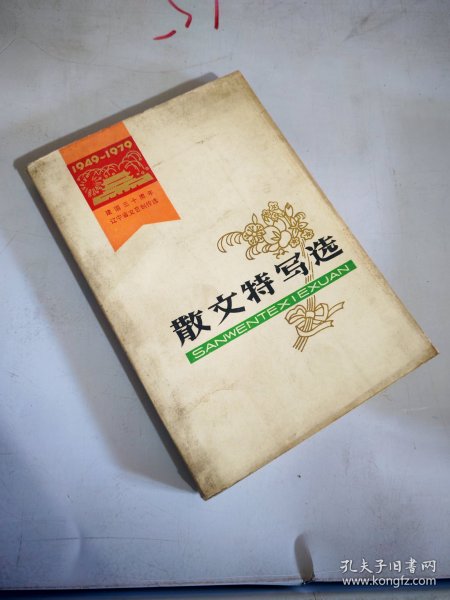 1949-1979
建国三十周年
辽宁省文艺创作选
散文特写选
SANWENTEXIEXUAN
孔夫子旧书网
www.kongfz.com